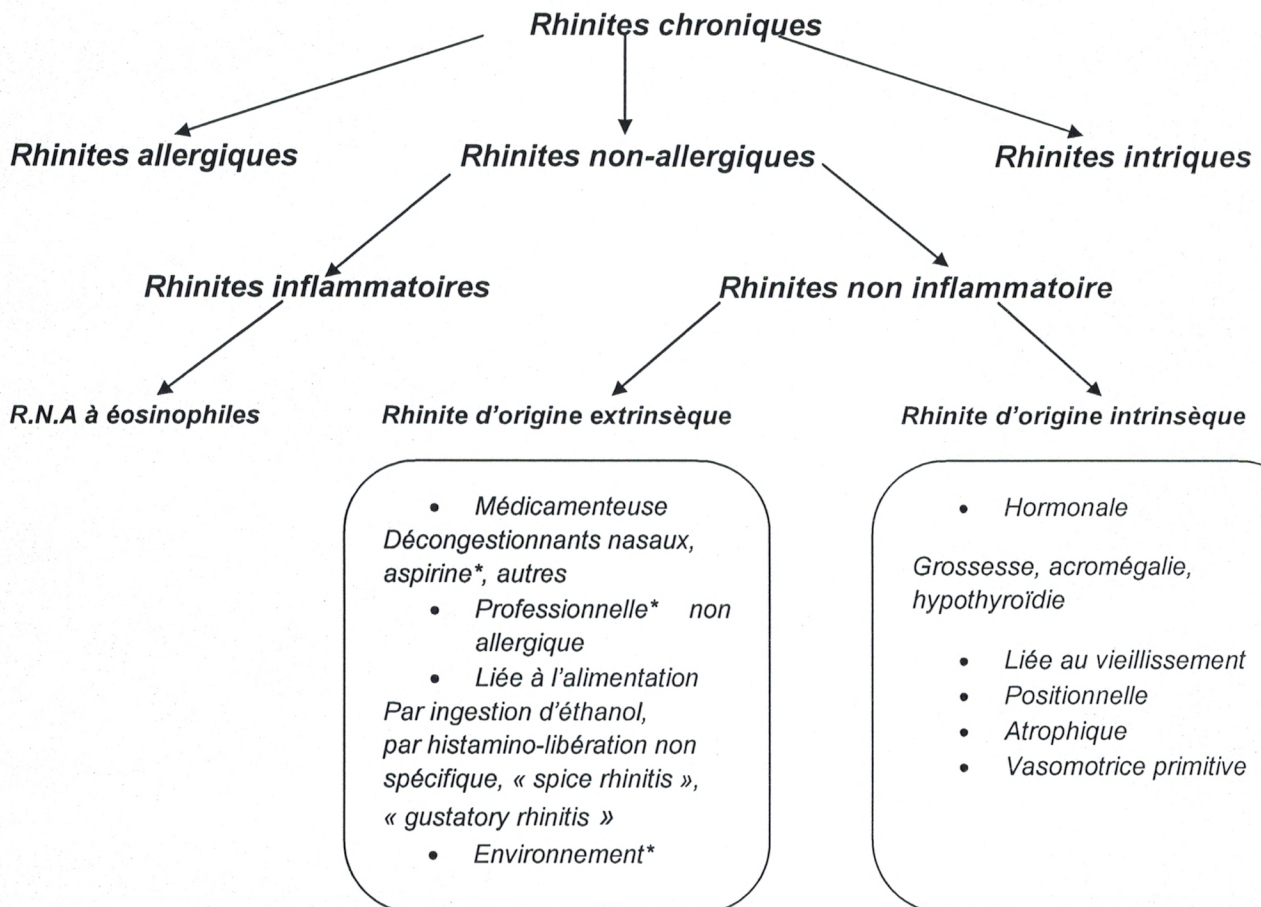 Rhinites chroniques
Rhinites allergiques
Rhinites non-allergiques
Rhinites intriques
Rhinites inflammatoires
Rhinites non inflammatoire
R.N.A à éosinophiles
Rhinite d'origine extrinsèque
Rhinite d'origine intrinsèque
• Médicamenteuse
Décongestionnants nasaux,
aspirine*, autres
• Professionnelle* non
allergique
• Liée à l'alimentation
Par ingestion d'éthanol,
par histamino-libération non
spécifique, « spice rhinitis »,
« gustatory rhinitis »
• Environnement*
• Hormonale
Grossesse, acromégalie,
hypothyroïdie
• Liée au vieillissement
• Positionnelle
• Atrophique
• Vasomotrice primitive